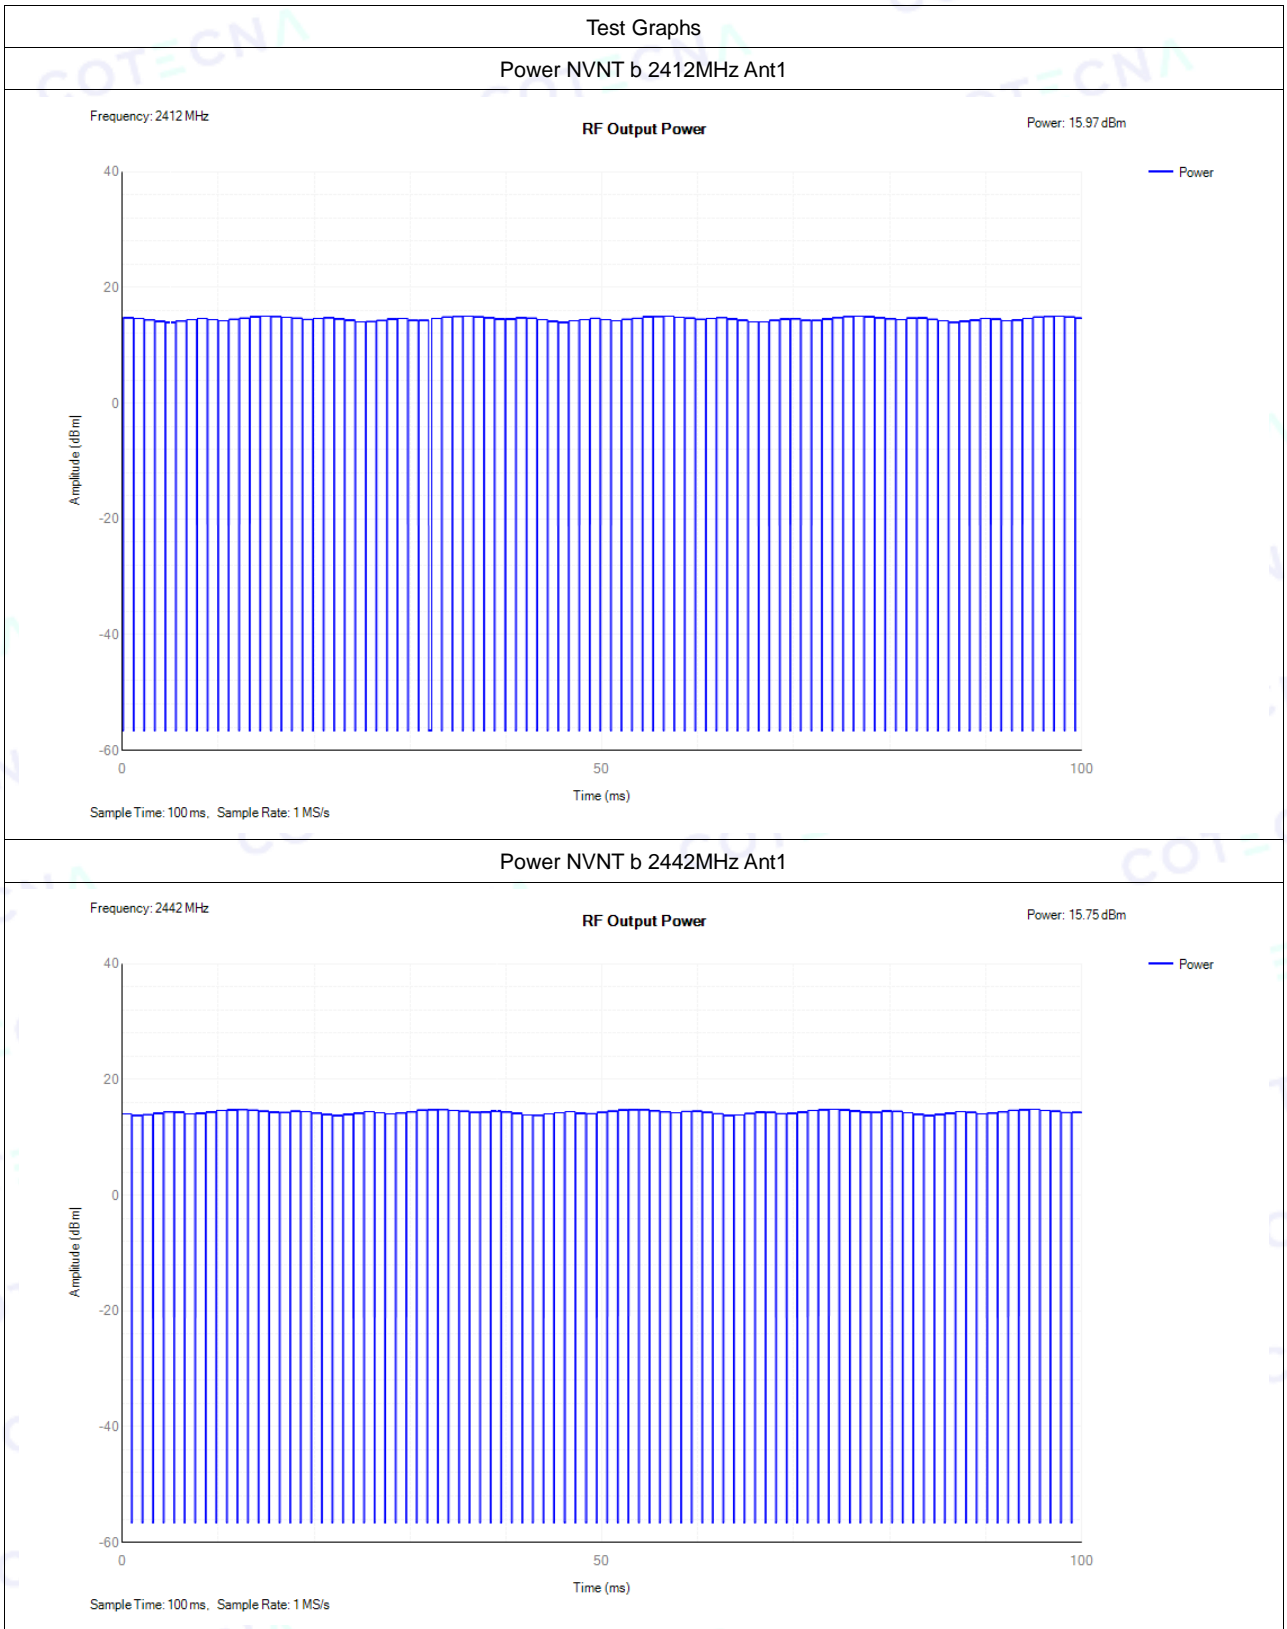 COTECNA
COTECNA
COTECNA
Test Graphs
Power NVNT b 2412MHz Ant1
Frequency: 2412 MHz
RF Output Power
Power: 15.97 dBm
Power
40
20
0
-20
-40
-60
Amplitude (dBm)
0
50
100
Time (ms)
Sample Time: 100 ms, Sample Rate: 1 MS/s
Power NVNT b 2442MHz Ant1
Frequency: 2442 MHz
RF Output Power
Power: 15.75 dBm
Power
40
20
0
-20
-40
-60
Amplitude (dBm)
0
50
100
Time (ms)
Sample Time: 100 ms, Sample Rate: 1 MS/s